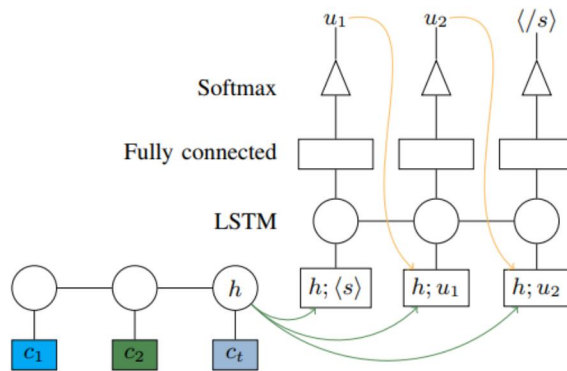 u₁ u₂ ⟨/s⟩
Softmax
Fully connected
LSTM
h h; ⟨s⟩ h; u₁ h; u₂
c₁ c₂ cₜ